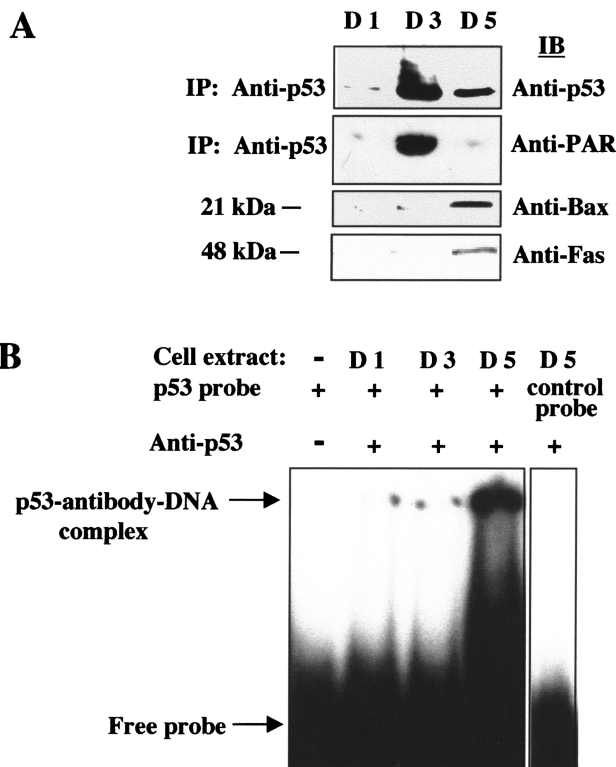 A
D 1 D 3 D 5
IB
IP: Anti-p53 Anti-p53
IP: Anti-p53 Anti-PAR
21 kDa — Anti-Bax
48 kDa — Anti-Fas
B
Cell extract: - D 1 D 3 D 5 D 5
p53 probe + + + + control
probe
Anti-p53 - + + + +
p53-antibody-DNA
complex
Free probe